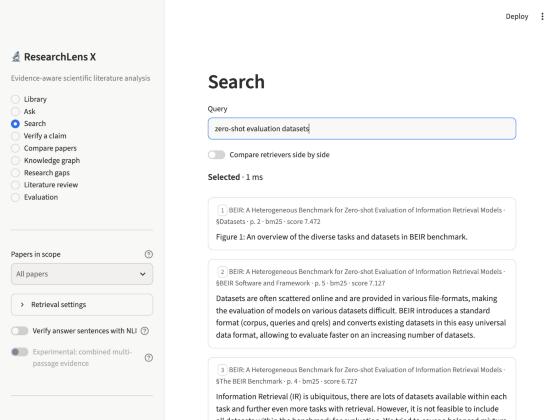 Deploy
ResearchLens X
Evidence-aware scientific literature analysis
Library
Ask
Search
Verify a claim
Compare papers
Knowledge graph
Research gaps
Literature review
Evaluation
Papers in scope
All papers
Retrieval settings
Verify answer sentences with NLI
Experimental: combined multi-
passage evidence
Search
Query
zero-shot evaluation datasets
Compare retrievers side by side
Selected · 1 ms
1 BEIR: A Heterogeneous Benchmark for Zero-shot Evaluation of Information Retrieval Models ·
§Datasets · p. 2 · bm25 · score 7.472
Figure 1: An overview of the diverse tasks and datasets in BEIR benchmark.
2 BEIR: A Heterogeneous Benchmark for Zero-shot Evaluation of Information Retrieval Models ·
§BEIR Software and Framework · p. 5 · bm25 · score 7.127
Datasets are often scattered online and are provided in various file-formats, making
the evaluation of models on various datasets difficult. BEIR introduces a standard
format (corpus, queries and qrels) and converts existing datasets in this easy universal
data format, allowing to evaluate faster on an increasing number of datasets.
3 BEIR: A Heterogeneous Benchmark for Zero-shot Evaluation of Information Retrieval Models ·
§The BEIR Benchmark · p. 4 · bm25 · score 6.727
Information Retrieval (IR) is ubiquitous, there are lots of datasets available within each
task and further even more tasks with retrieval. However, it is not feasible to include